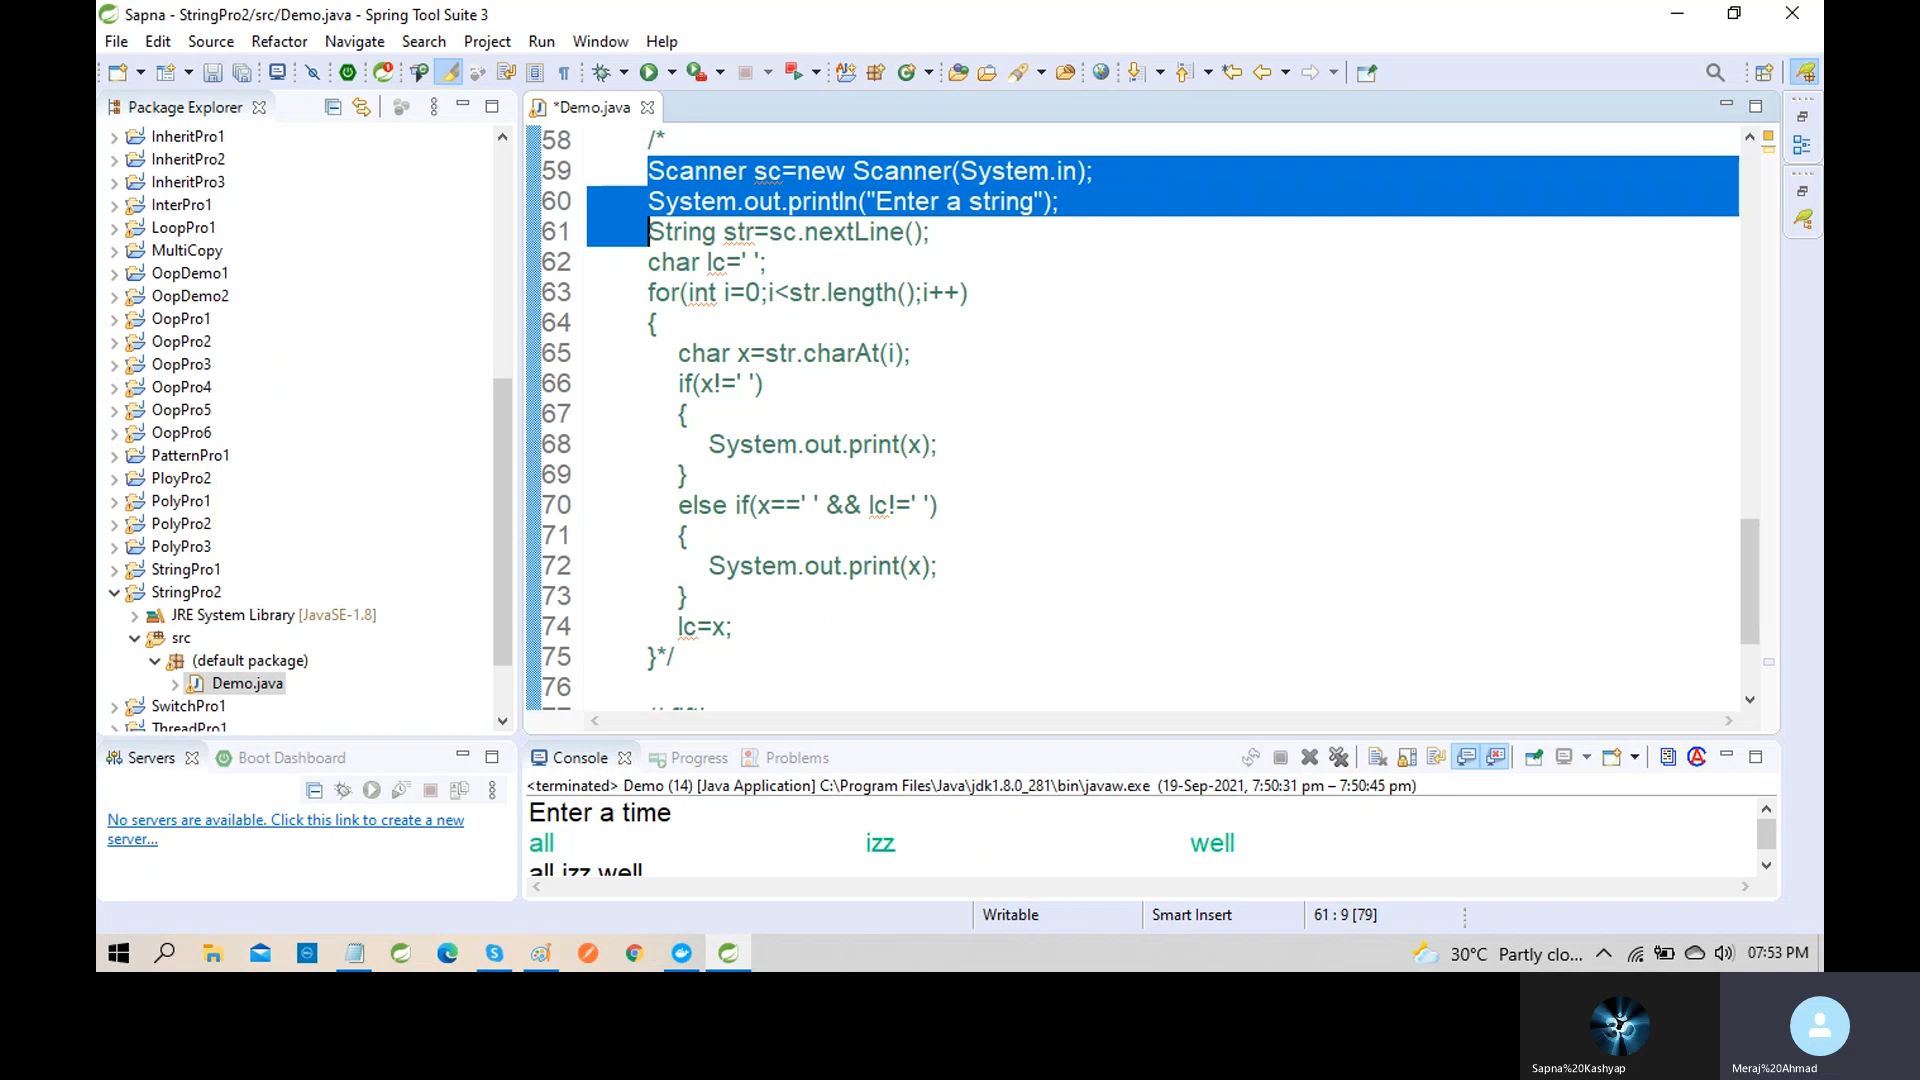 Sapna - StringPro2/src/Demo.java - Spring Tool Suite 3
File Edit Source Refactor Navigate Search Project Run Window Help
Package Explorer
InheritPro1
InheritPro2
InheritPro3
InterPro1
LoopPro1
MultiCopy
OopDemo1
OopDemo2
OopPro1
OopPro2
OopPro3
OopPro4
OopPro5
OopPro6
PatternPro1
PloyPro2
PolyPro1
PolyPro2
PolyPro3
StringPro1
StringPro2
JRE System Library [JavaSE-1.8]
src
(default package)
Demo.java
SwitchPro1
ThreadPro1
*Demo.java
58 /*
59 Scanner sc=new Scanner(System.in);
60 System.out.println("Enter a string");
61 String str=sc.nextLine();
62 char lc=' ';
63 for(int i=0;i<str.length();i++)
64 {
65 char x=str.charAt(i);
66 if(x!=' ')
67 {
68 System.out.print(x);
69 }
70 else if(x==' ' && lc!=' ')
71 {
72 System.out.print(x);
73 }
74 lc=x;
75 }*/
76
Servers Boot Dashboard
No servers are available. Click this link to create a new
server...
Console Progress Problems
<terminated> Demo (14) [Java Application] C:\Program Files\Java\jdk1.8.0_281\bin\javaw.exe (19-Sep-2021, 7:50:31 pm – 7:50:45 pm)
Enter a time
all izz well
all izz well
Writable Smart Insert 61 : 9 [79]
30°C Partly clo... 07:53 PM
Sapna%20Kashyap Meraj%20Ahmad